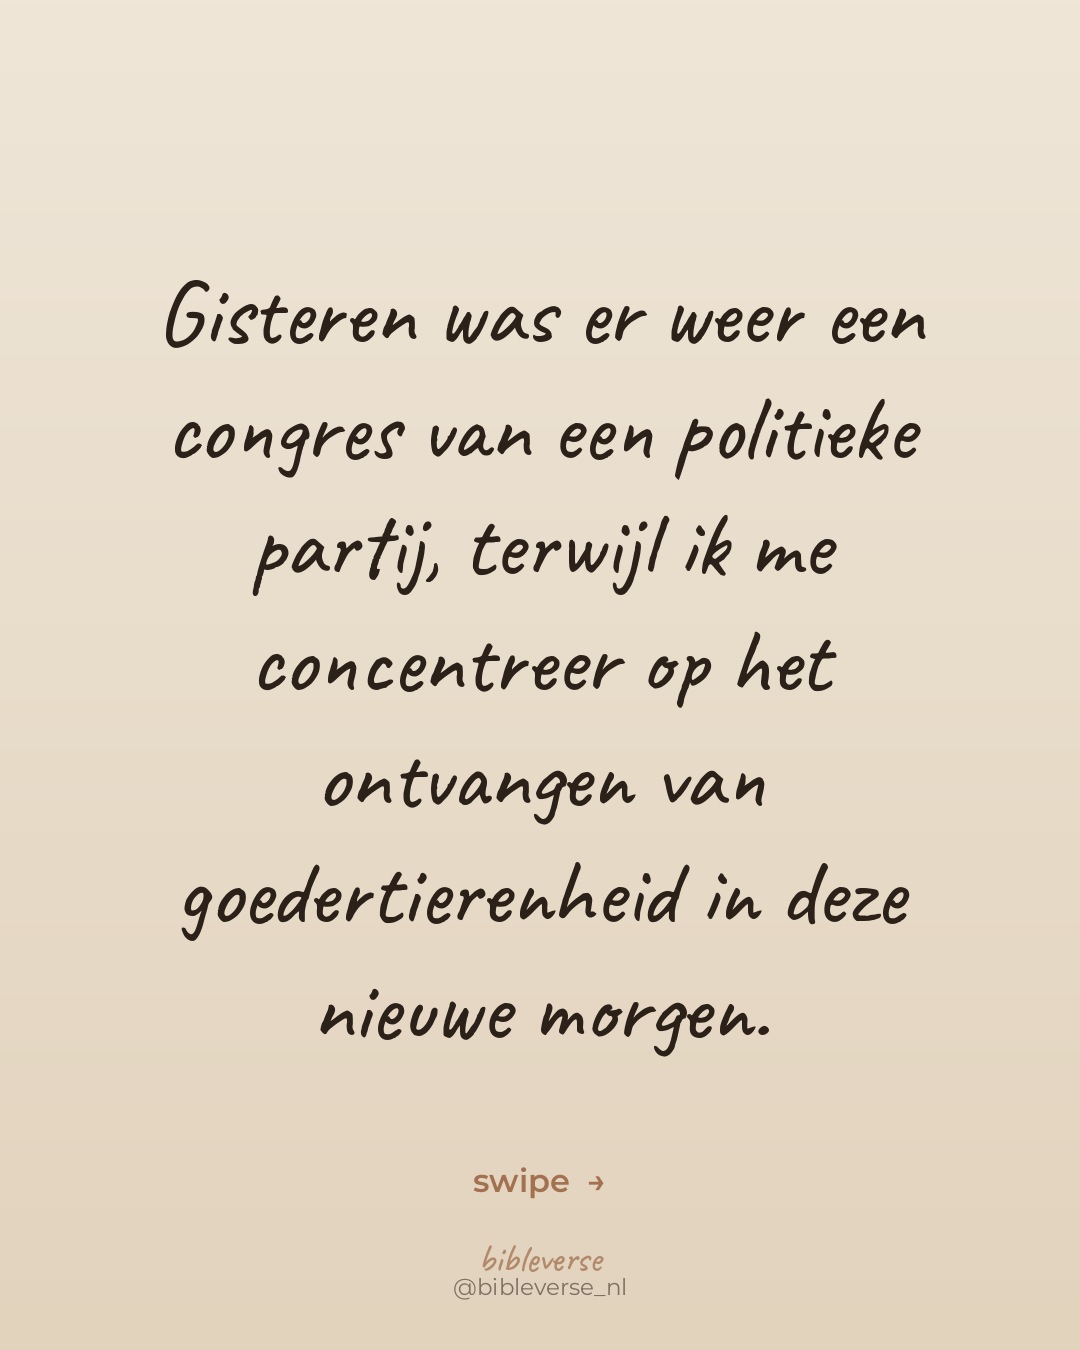 Gisteren was er weer een
congres van een politieke
partij, terwijl ik me
concentreer op het
ontvangen van
goedertierenheid in deze
nieuwe morgen.
swipe →
bibleverse
@bibleverse_nl